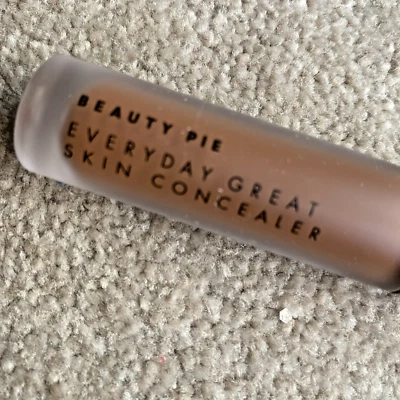 BEAUTY PIE
EVERYDAY GREAT
SKIN CONCEALER